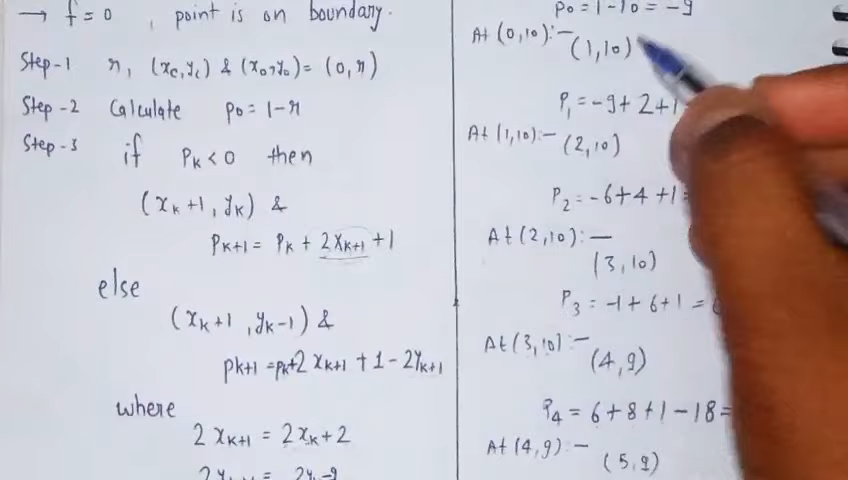 → f=0 , point is on boundary.
Step-1 r, (xc,yc) & (x0,y0) = (0,r)
Step-2 Calculate p0 = 1-r
Step-3 if Pk < 0 then
(xk+1, yk) &
Pk+1 = Pk + 2xk+1 + 1
else
(xk+1, yk-1) &
pk+1 = pk+2xk+1 + 1 - 2yk+1
where
2xk+1 = 2xk+2
P0 = 1-10 = -9
At (0,10):-
(1,10)
P1 = -9+2+1
At (1,10):-
(2,10)
P2 = -6+4+1=
At (2,10):-
(3,10)
P3 = -1+6+1=
At (3,10):-
(4,9)
P4 = 6+8+1-18=
At (4,9):-
(5,9)